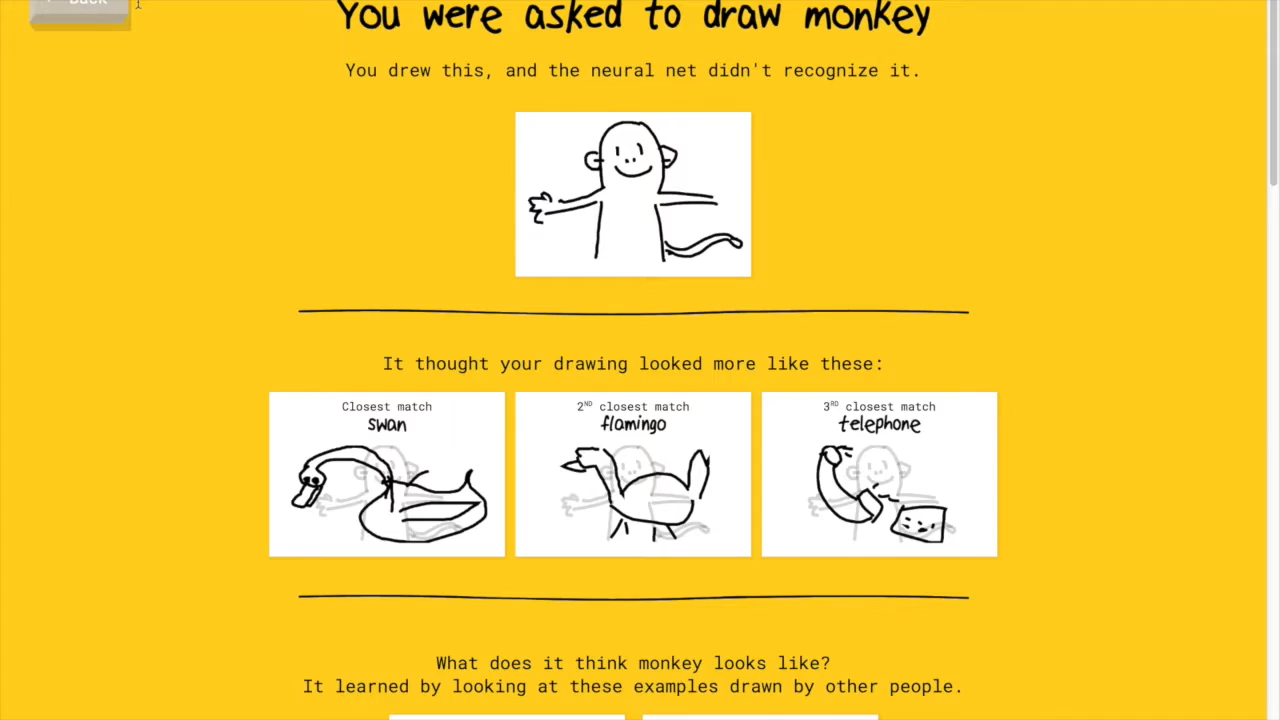 Back
You were asked to draw monkey
You drew this, and the neural net didn't recognize it.
It thought your drawing looked more like these:
Closest match
swan
2ND closest match
flamingo
3RD closest match
telephone
What does it think monkey looks like?
It learned by looking at these examples drawn by other people.